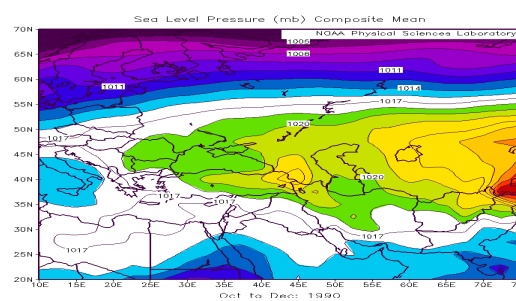 Sea Level Pressure (mb) Composite Mean
70N
NOAA Physical Sciences Laboratory
1005
65N
1008
1011
60N
1011
1014
55N
1017
50N
1020
1017
45N
40N
1020
1017
35N
1017
1017
30N
1017
25N
20N
10E 15E 20E 25E 30E 35E 40E 45E 50E 55E 60E 65E 70E
Oct to Dec: 1990